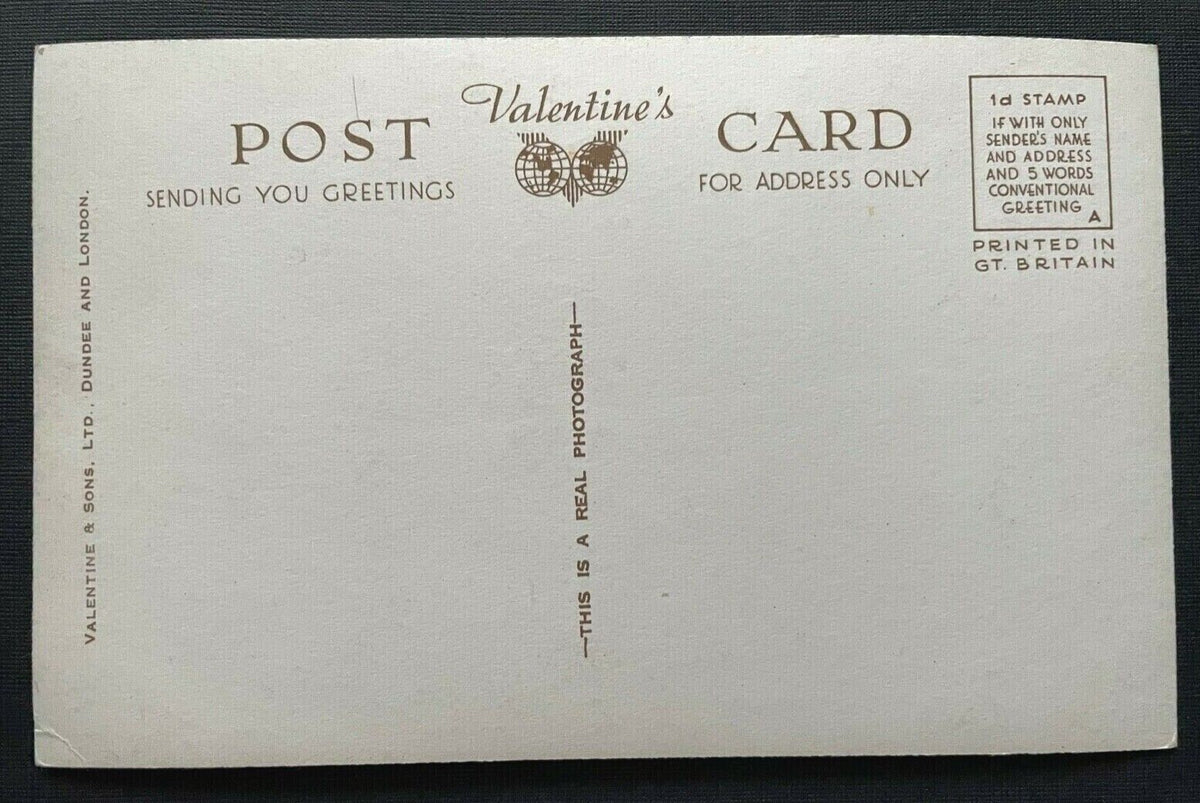 Valentine's
POST CARD
SENDING YOU GREETINGS
FOR ADDRESS ONLY
1d STAMP
IF WITH ONLY
SENDER'S NAME
AND ADDRESS
AND 5 WORDS
CONVENTIONAL
GREETING
A
PRINTED IN
GT. BRITAIN
VALENTINE & SONS, LTD., DUNDEE AND LONDON.
—THIS IS A REAL PHOTOGRAPH—